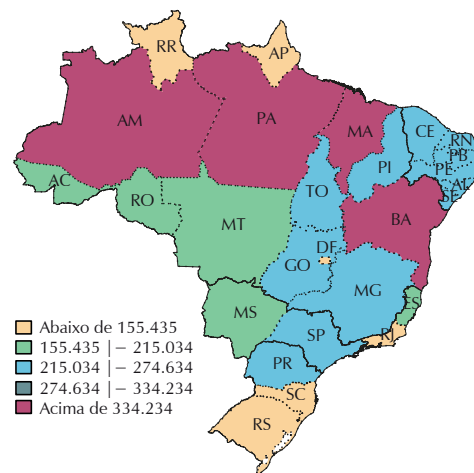 RR
AP
AM
PA
MA
CE
RN
PB
PE
AL
SE
PI
AC
TO
RO
MT
BA
DF
GO
MG
ES
MS
SP
RJ
PR
SC
RS
Abaixo de 155.435
155.435 |− 215.034
215.034 |− 274.634
274.634 |− 334.234
Acima de 334.234